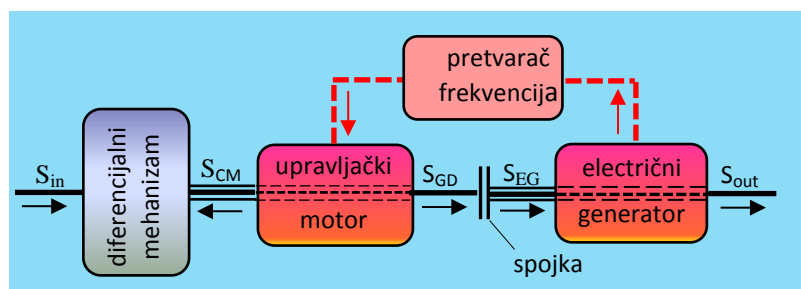 pretvarač
frekvencija
S_in
diferencijalni
mehanizam
S_CM
upravljački
motor
S_GD
S_EG
spojka
električni
generator
S_out